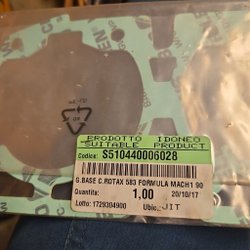 PRODOTTO IDONEO
SUITABLE PRODUCT
Codice: S510440006028
G.BASE C.ROTAX 583 FORMULA MACH1 90
Quantita: 1,00 20/10/17
Lotto: 1729394900 Ubic. JIT